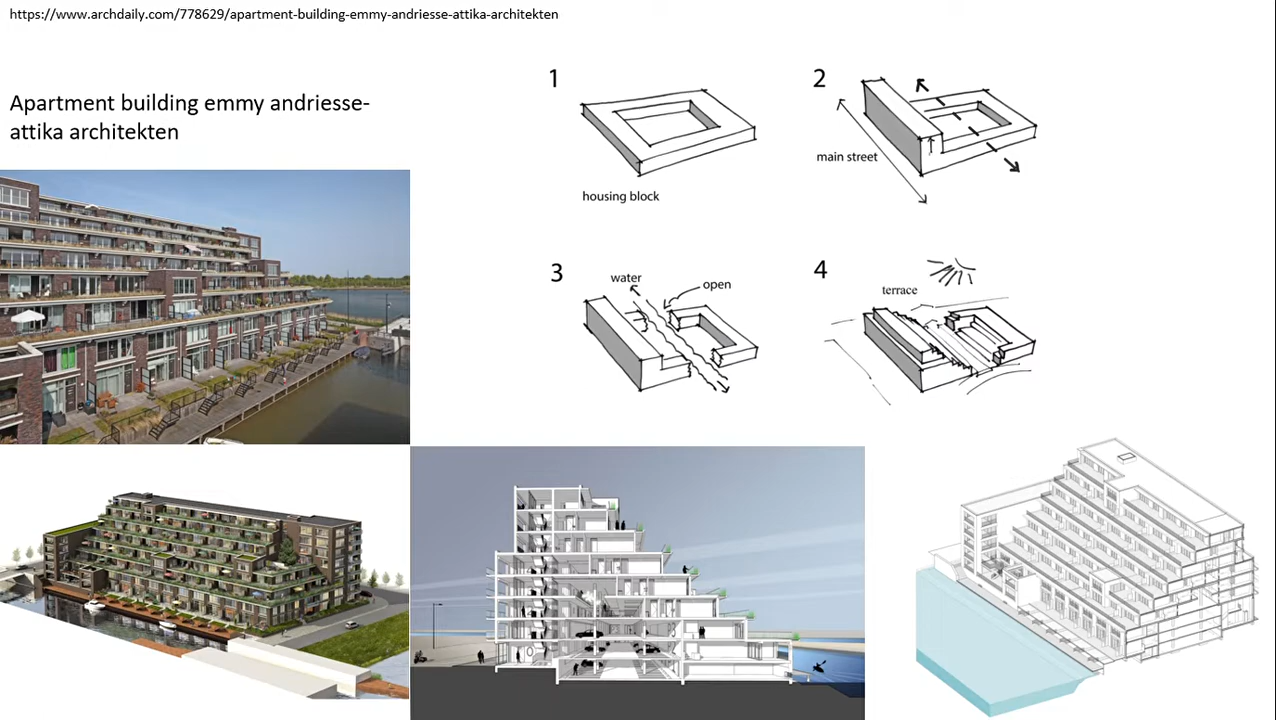 https://www.archdaily.com/778629/apartment-building-emmy-andriesse-attika-architekten
Apartment building emmy andriesse-
attika architekten
1
housing block
2
main street
3
water
open
4
terrace